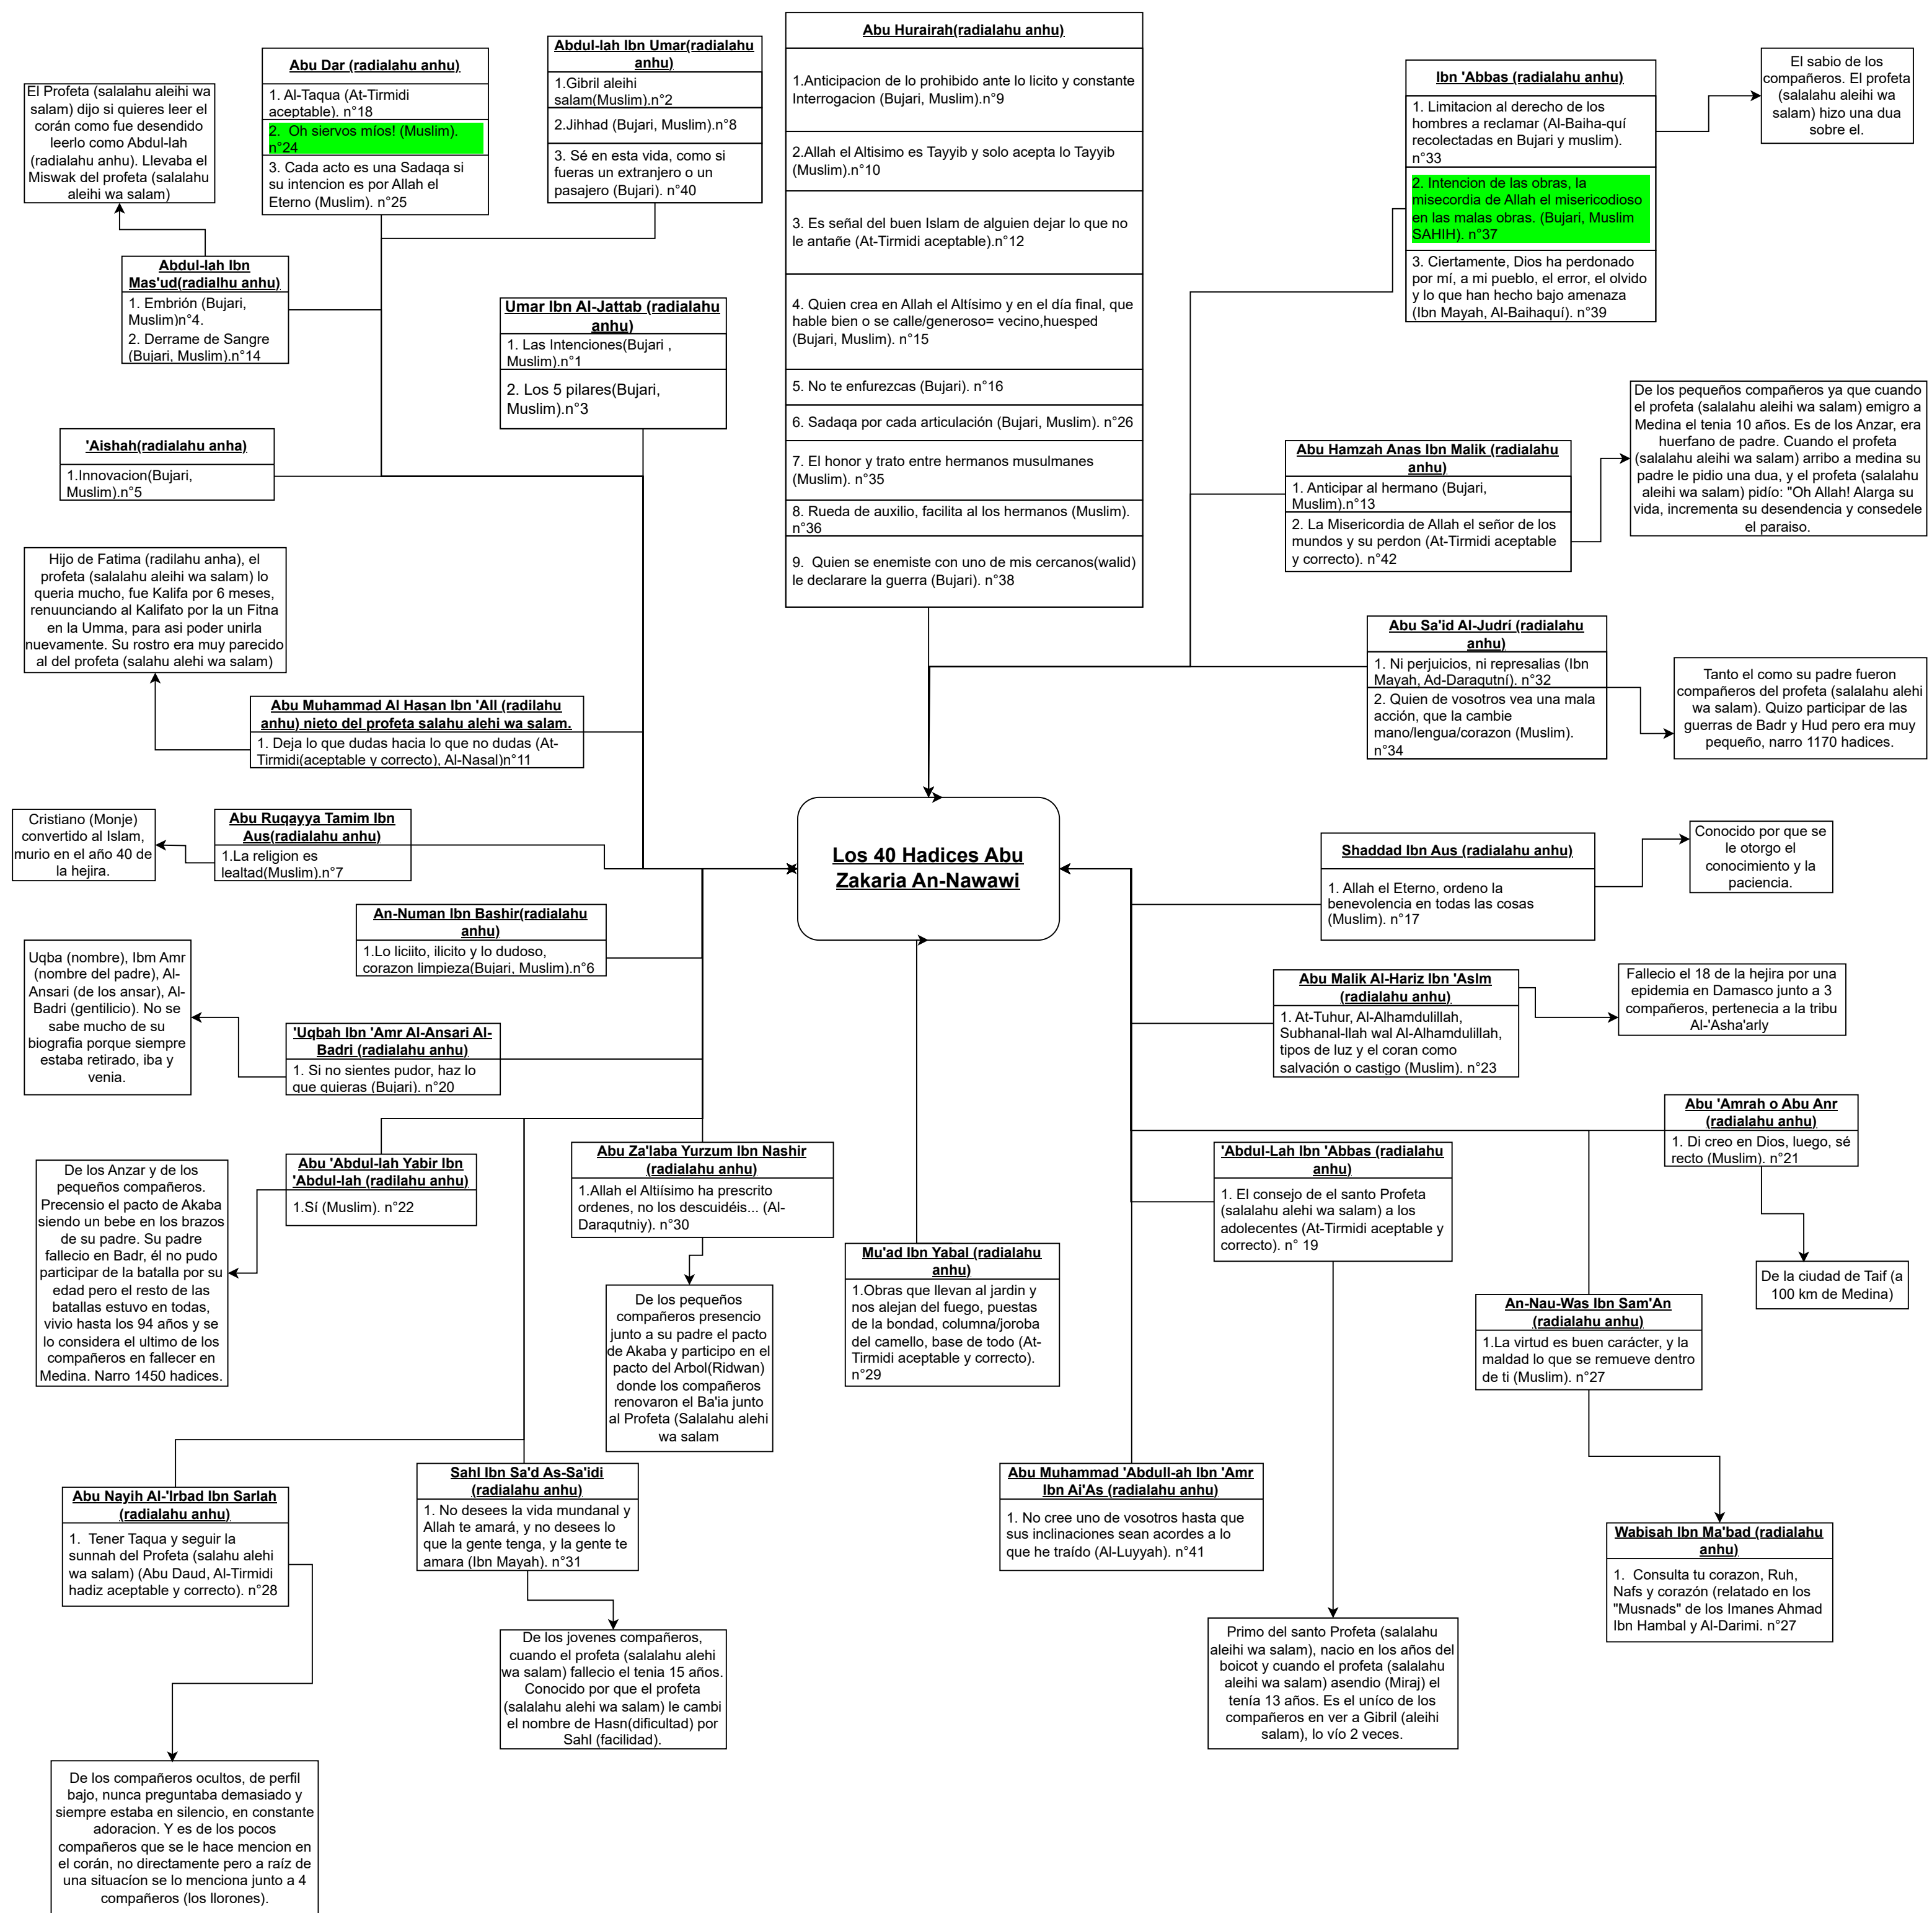 Abu Hurairah(radialahu anhu)
1.Anticipacion de lo prohibido ante lo licito y constante
Interrogacion (Bujari, Muslim).n°9
2.Allah el Altisimo es Tayyib y solo acepta lo Tayyib
(Muslim).n°10
3. Es señal del buen Islam de alguien dejar lo que no
le antañe (At-Tirmidi aceptable).n°12
4. Quien crea en Allah el Altísimo y en el día final, que
hable bien o se calle/generoso= vecino,huesped
(Bujari, Muslim). n°15
5. No te enfurezcas (Bujari). n°16
6. Sadaqa por cada articulación (Bujari, Muslim). n°26
7. El honor y trato entre hermanos musulmanes
(Muslim). n°35
8. Rueda de auxilio, facilita al los hermanos (Muslim).
n°36
9.  Quien se enemiste con uno de mis cercanos(walid)
le declarare la guerra (Bujari). n°38
Abdul-lah Ibn Umar(radialahu
anhu)
1.Gibril aleihi
salam(Muslim).n°2
2.Jihhad (Bujari, Muslim).n°8
3. Sé en esta vida, como si
fueras un extranjero o un
pasajero (Bujari). n°40
Abu Dar (radialahu anhu)
1. Al-Taqua (At-Tirmidi
aceptable). n°18
2.  Oh siervos míos! (Muslim).
n°24
3. Cada acto es una Sadaqa si
su intencion es por Allah el
Eterno (Muslim). n°25
El Profeta (salalahu aleihi wa
salam) dijo si quieres leer el
corán como fue desendido
leerlo como Abdul-lah
(radialahu anhu). Llevaba el
Miswak del profeta (salalahu
aleihi wa salam)
Abdul-lah Ibn
Mas'ud(radialhu anhu)
1. Embrión (Bujari,
Muslim)n°4.
2. Derrame de Sangre
(Bujari, Muslim).n°14
Umar Ibn Al-Jattab (radialahu
anhu)
1. Las Intenciones(Bujari ,
Muslim).n°1
2. Los 5 pilares(Bujari,
Muslim).n°3
'Aishah(radialahu anha)
1.Innovacion(Bujari,
Muslim).n°5
Hijo de Fatima (radilahu anha), el
profeta (salalahu aleihi wa salam) lo
queria mucho, fue Kalifa por 6 meses,
renuunciando al Kalifato por la un Fitna
en la Umma, para asi poder unirla
nuevamente. Su rostro era muy parecido
al del profeta (salahu alehi wa salam)
Abu Muhammad Al Hasan Ibn 'All (radilahu
anhu) nieto del profeta salahu alehi wa salam.
1. Deja lo que dudas hacia lo que no dudas (At-
Tirmidi(aceptable y correcto), Al-Nasal)n°11
Cristiano (Monje)
convertido al Islam,
murio en el año 40 de
la hejira.
Abu Ruqayya Tamim Ibn
Aus(radialahu anhu)
1.La religion es
lealtad(Muslim).n°7
An-Numan Ibn Bashir(radialahu
anhu)
1.Lo liciito, ilicito y lo dudoso,
corazon limpieza(Bujari, Muslim).n°6
Uqba (nombre), Ibm Amr
(nombre del padre), Al-
Ansari (de los ansar), Al-
Badri (gentilicio). No se
sabe mucho de su
biografia porque siempre
estaba retirado, iba y
venia.
'Uqbah Ibn 'Amr Al-Ansari Al-
Badri (radialahu anhu)
1. Si no sientes pudor, haz lo
que quieras (Bujari). n°20
De los Anzar y de los
pequeños compañeros.
Precensio el pacto de Akaba
siendo un bebe en los brazos
de su padre. Su padre
fallecio en Badr, él no pudo
participar de la batalla por su
edad pero el resto de las
batallas estuvo en todas,
vivio hasta los 94 años y se
lo considera el ultimo de los
compañeros en fallecer en
Medina. Narro 1450 hadices.
Abu 'Abdul-lah Yabir Ibn
'Abdul-lah (radilahu anhu)
1.Sí (Muslim). n°22
Abu Za'laba Yurzum Ibn Nashir
(radialahu anhu)
1.Allah el Altiísimo ha prescrito
ordenes, no los descuidéis... (Al-
Daraqutniy). n°30
De los pequeños
compañeros presencio
junto a su padre el pacto
de Akaba y participo en el
pacto del Arbol(Ridwan)
donde los compañeros
renovaron el Ba'ia junto
al Profeta (Salalahu alehi
wa salam
Abu Nayih Al-'Irbad Ibn Sarlah
(radialahu anhu)
1.  Tener Taqua y seguir la
sunnah del Profeta (salahu alehi
wa salam) (Abu Daud, Al-Tirmidi
hadiz aceptable y correcto). n°28
De los compañeros ocultos, de perfil
bajo, nunca preguntaba demasiado y
siempre estaba en silencio, en constante
adoracion. Y es de los pocos
compañeros que se le hace mencion en
el corán, no directamente pero a raíz de
una situacíon se lo menciona junto a 4
compañeros (los llorones).
Sahl Ibn Sa'd As-Sa'idi
(radialahu anhu)
1. No desees la vida mundanal y
Allah te amará, y no desees lo
que la gente tenga, y la gente te
amara (Ibn Mayah). n°31
De los jovenes compañeros,
cuando el profeta (salalahu alehi
wa salam) fallecio el tenia 15 años.
Conocido por que el profeta
(salalahu alehi wa salam) le cambi
el nombre de Hasn(dificultad) por
Sahl (facilidad).
Los 40 Hadices Abu
Zakaria An-Nawawi
Ibn 'Abbas (radialahu anhu)
1. Limitacion al derecho de los
hombres a reclamar (Al-Baiha-quí
recolectadas en Bujari y muslim).
n°33
2. Intencion de las obras, la
misecordia de Allah el misericodioso
en las malas obras. (Bujari, Muslim
SAHIH). n°37
3. Ciertamente, Dios ha perdonado
por mí, a mi pueblo, el error, el olvido
y lo que han hecho bajo amenaza
(Ibn Mayah, Al-Baihaquí). n°39
El sabio de los
compañeros. El profeta
(salalahu aleihi wa
salam) hizo una dua
sobre el.
Abu Hamzah Anas Ibn Malik (radialahu
anhu)
1. Anticipar al hermano (Bujari,
Muslim).n°13
2. La Misericordia de Allah el señor de los
mundos y su perdon (At-Tirmidi aceptable
y correcto). n°42
De los pequeños compañeros ya que cuando
el profeta (salalahu aleihi wa salam) emigro a
Medina el tenia 10 años. Es de los Anzar, era
huerfano de padre. Cuando el profeta
(salalahu aleihi wa salam) arribo a medina su
padre le pidio una dua, y el profeta (salalahu
aleihi wa salam) pidío: "Oh Allah! Alarga su
vida, incrementa su desendencia y consedele
el paraiso.
Abu Sa'id Al-Judrí (radialahu
anhu)
1. Ni perjuicios, ni represalias (Ibn
Mayah, Ad-Daraqutní). n°32
2. Quien de vosotros vea una mala
acción, que la cambie
mano/lengua/corazon (Muslim).
n°34
Tanto el como su padre fueron
compañeros del profeta (salalahu alehi
wa salam). Quizo participar de las
guerras de Badr y Hud pero era muy
pequeño, narro 1170 hadices.
Shaddad Ibn Aus (radialahu anhu)
1. Allah el Eterno, ordeno la
benevolencia en todas las cosas
(Muslim). n°17
Conocido por que se
le otorgo el
conocimiento y la
paciencia.
Abu Malik Al-Hariz Ibn 'Aslm
(radialahu anhu)
1. At-Tuhur, Al-Alhamdulillah,
Subhanal-llah wal Al-Alhamdulillah,
tipos de luz y el coran como
salvación o castigo (Muslim). n°23
Fallecio el 18 de la hejira por una
epidemia en Damasco junto a 3
compañeros, pertenecia a la tribu
Al-'Asha'arly
Abu 'Amrah o Abu Anr
(radialahu anhu)
1. Di creo en Dios, luego, sé
recto (Muslim). n°21
De la ciudad de Taif (a
100 km de Medina)
'Abdul-Lah Ibn 'Abbas (radialahu
anhu)
1. El consejo de el santo Profeta
(salalahu alehi wa salam) a los
adolecentes (At-Tirmidi aceptable y
correcto). n° 19
Mu'ad Ibn Yabal (radialahu
anhu)
1.Obras que llevan al jardin y
nos alejan del fuego, puestas
de la bondad, columna/joroba
del camello, base de todo (At-
Tirmidi aceptable y correcto).
n°29
An-Nau-Was Ibn Sam'An
(radialahu anhu)
1.La virtud es buen carácter, y la
maldad lo que se remueve dentro
de ti (Muslim). n°27
Abu Muhammad 'Abdull-ah Ibn 'Amr
Ibn Ai'As (radialahu anhu)
1. No cree uno de vosotros hasta que
sus inclinaciones sean acordes a lo
que he traído (Al-Luyyah). n°41
Wabisah Ibn Ma'bad (radialahu
anhu)
1.  Consulta tu corazon, Ruh,
Nafs y corazón (relatado en los
"Musnads" de los Imanes Ahmad
Ibn Hambal y Al-Darimi. n°27
Primo del santo Profeta (salalahu
aleihi wa salam), nacio en los años del
boicot y cuando el profeta (salalahu
aleihi wa salam) asendio (Miraj) el
tenía 13 años. Es el uníco de los
compañeros en ver a Gibril (aleihi
salam), lo vío 2 veces.